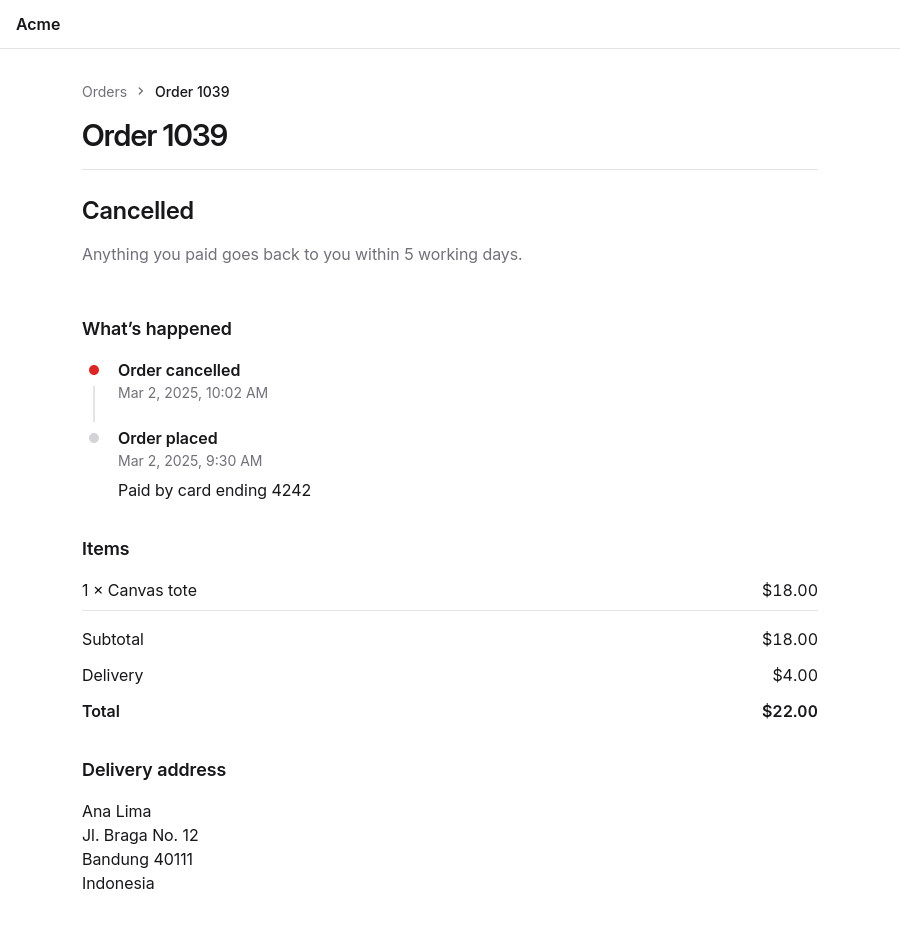 Acme
Orders > Order 1039
Order 1039
Cancelled
Anything you paid goes back to you within 5 working days.
What’s happened
Order cancelled
Mar 2, 2025, 10:02 AM
Order placed
Mar 2, 2025, 9:30 AM
Paid by card ending 4242
Items
1 × Canvas tote $18.00
Subtotal $18.00
Delivery $4.00
Total $22.00
Delivery address
Ana Lima
Jl. Braga No. 12
Bandung 40111
Indonesia